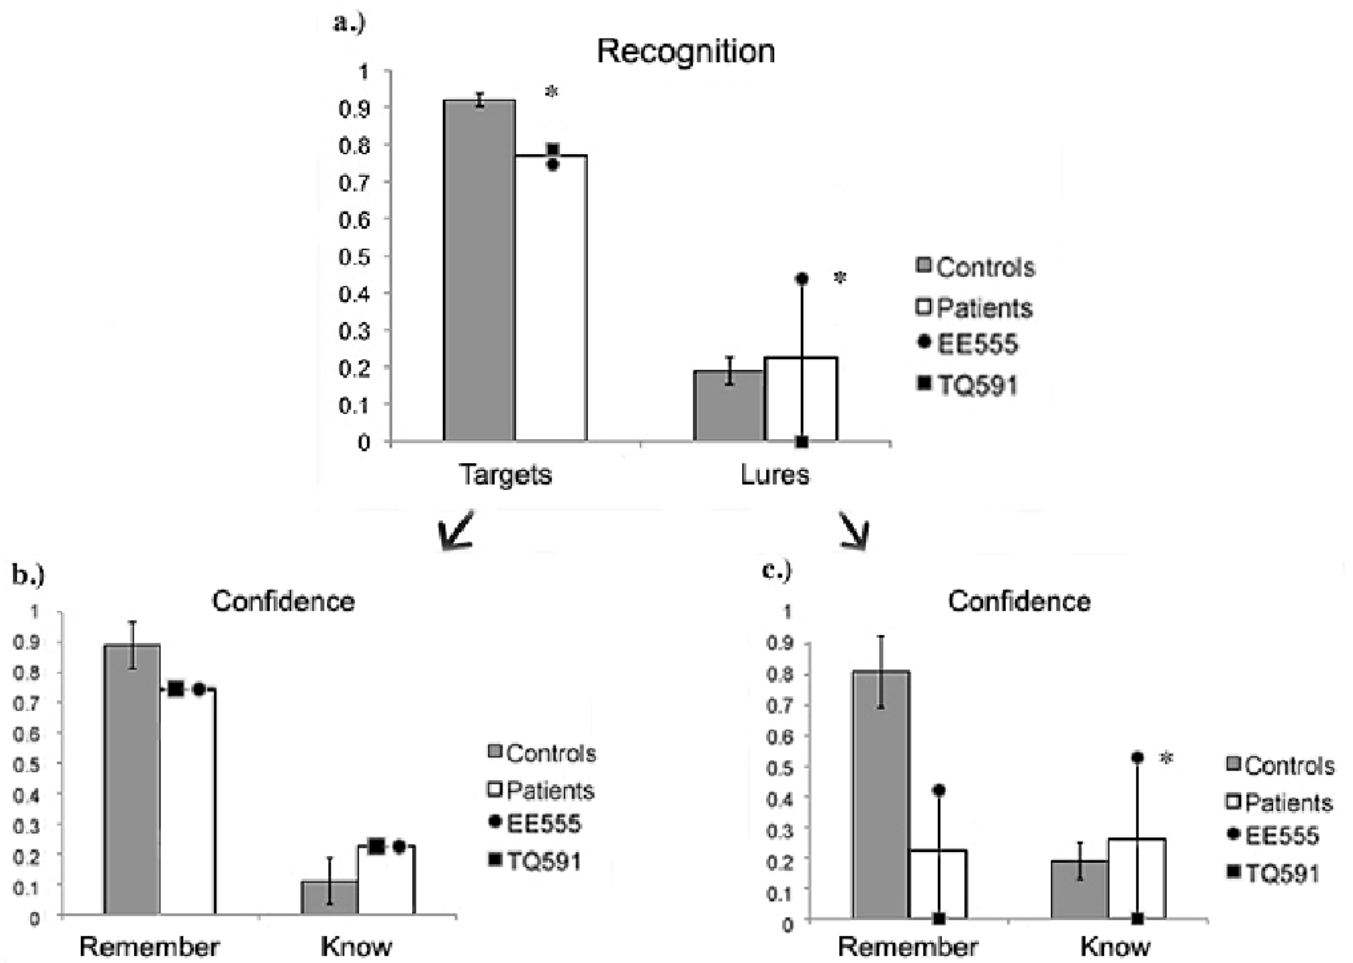 a.)
Recognition
1
0.9
0.8
0.7
0.6
0.5
0.4
0.3
0.2
0.1
0
*
*
Controls
Patients
EE555
TQ591
Targets Lures
b.)
Confidence
1
0.9
0.8
0.7
0.6
0.5
0.4
0.3
0.2
0.1
0
Controls
Patients
EE555
TQ591
Remember Know
c.)
Confidence
1
0.9
0.8
0.7
0.6
0.5
0.4
0.3
0.2
0.1
0
*
Controls
Patients
EE555
TQ591
Remember Know